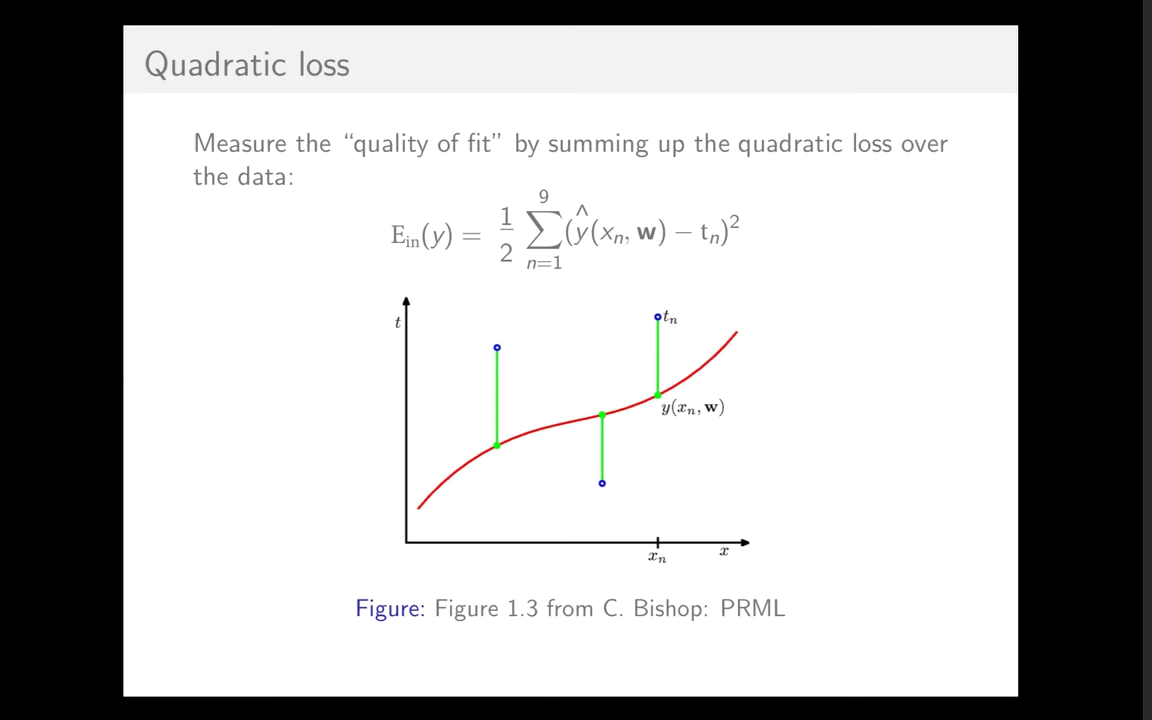 Quadratic loss
Measure the “quality of fit” by summing up the quadratic loss over
the data:
E_in(y) = 1/2 ∑_{n=1}^{9} (ŷ(x_n, w) − t_n)^2
t
t_n
y(x_n, w)
x_n
x
Figure: Figure 1.3 from C. Bishop: PRML